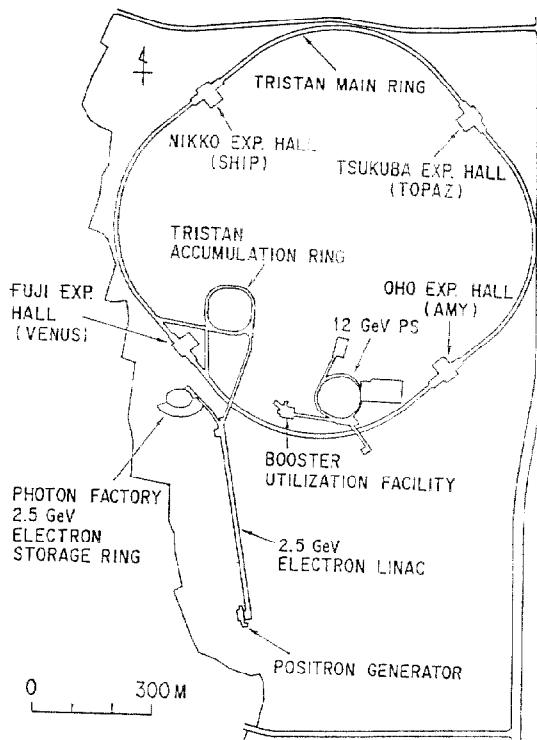 4
TRISTAN MAIN RING
NIKKO EXP. HALL
(SHIP)
TSUKUBA EXP. HALL
(TOPAZ)
TRISTAN
ACCUMULATION RING
FUJI EXP.
HALL
(VENUS)
OHO EXP. HALL
(AMY)
12 GeV PS
BOOSTER
UTILIZATION FACILITY
PHOTON FACTORY
2.5 GeV
ELECTRON
STORAGE RING
2.5 GeV
ELECTRON LINAC
POSITRON GENERATOR
0 300 M